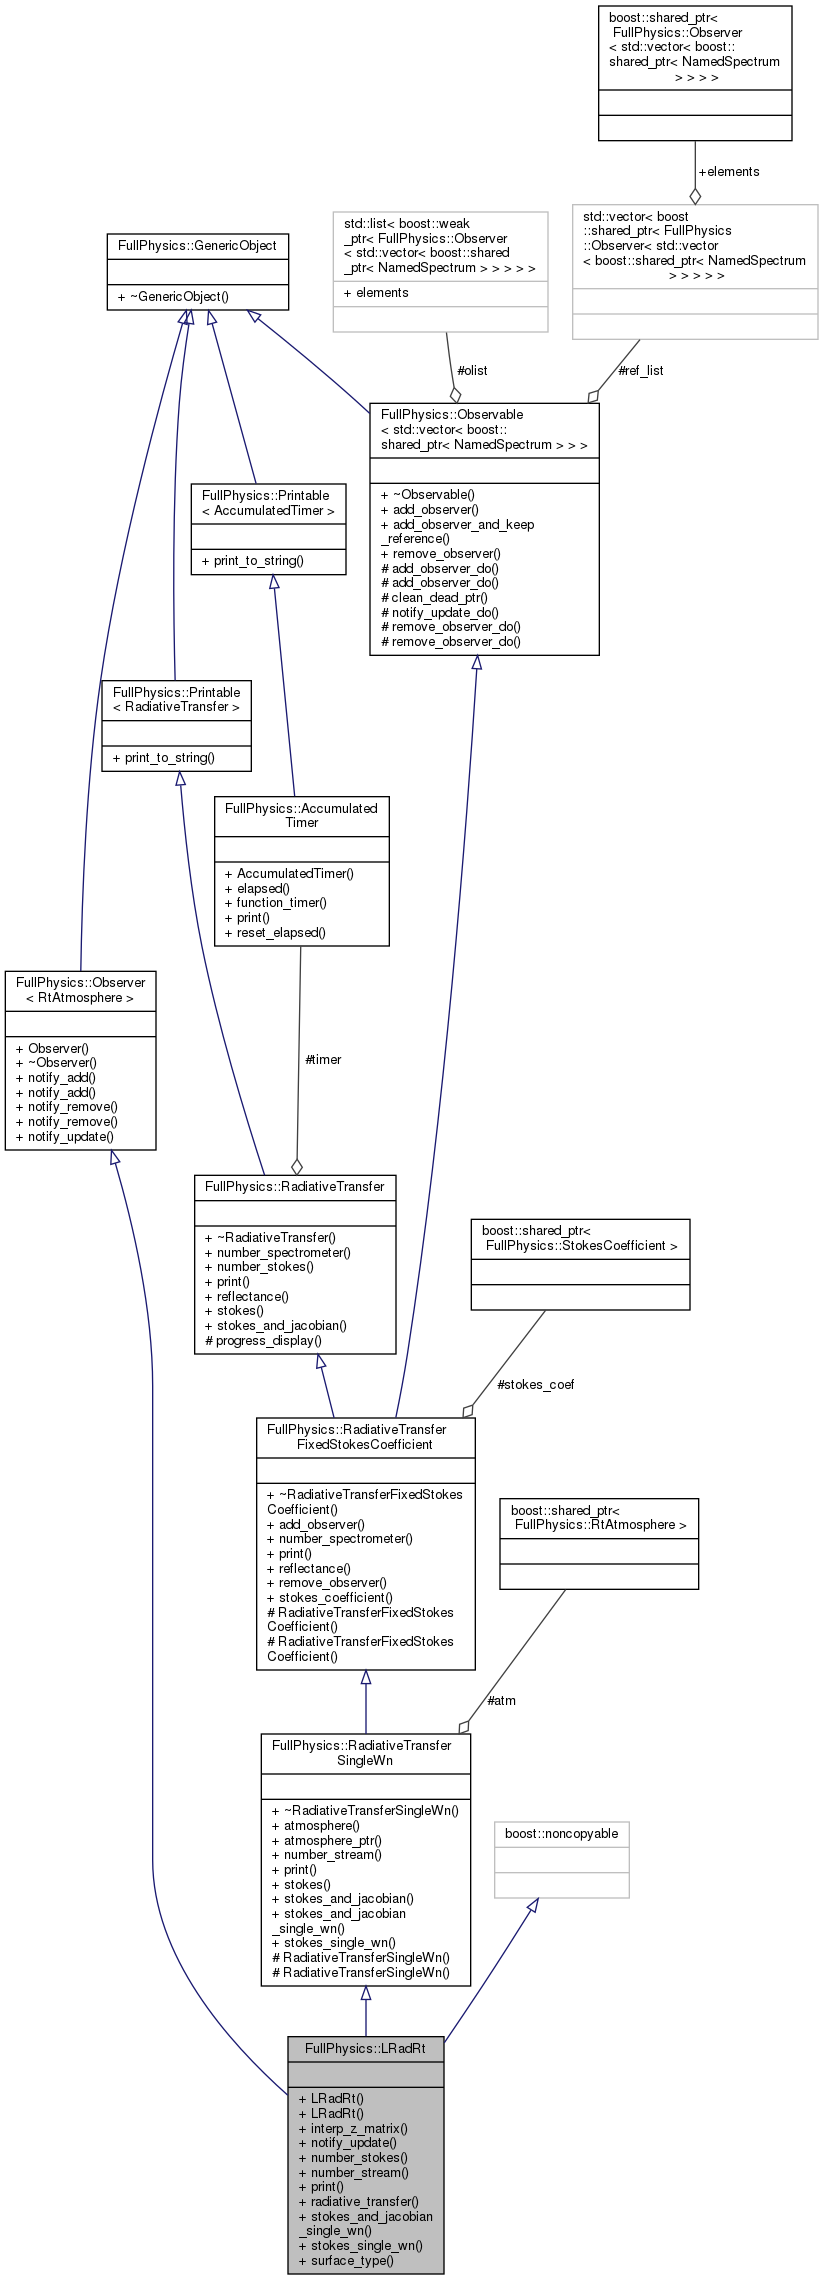 boost::shared_ptr<
FullPhysics::Observer
< std::vector< boost::
shared_ptr< NamedSpectrum
> > > >
+elements
std::list< boost::weak
_ptr< FullPhysics::Observer
< std::vector< boost::shared
_ptr< NamedSpectrum > > > > >
+ elements
std::vector< boost
::shared_ptr< FullPhysics
::Observer< std::vector
< boost::shared_ptr< NamedSpectrum
> > > > >
FullPhysics::GenericObject
+ ~GenericObject()
#olist
#ref_list
FullPhysics::Observable
< std::vector< boost::
shared_ptr< NamedSpectrum > > >
+ ~Observable()
+ add_observer()
+ add_observer_and_keep
_reference()
+ remove_observer()
# add_observer_do()
# add_observer_do()
# clean_dead_ptr()
# notify_update_do()
# remove_observer_do()
# remove_observer_do()
FullPhysics::Printable
< AccumulatedTimer >
+ print_to_string()
FullPhysics::Printable
< RadiativeTransfer >
+ print_to_string()
FullPhysics::Accumulated
Timer
+ AccumulatedTimer()
+ elapsed()
+ function_timer()
+ print()
+ reset_elapsed()
FullPhysics::Observer
< RtAtmosphere >
+ Observer()
+ ~Observer()
+ notify_add()
+ notify_add()
+ notify_remove()
+ notify_remove()
+ notify_update()
#timer
FullPhysics::RadiativeTransfer
+ ~RadiativeTransfer()
+ number_spectrometer()
+ number_stokes()
+ print()
+ reflectance()
+ stokes()
+ stokes_and_jacobian()
# progress_display()
boost::shared_ptr<
FullPhysics::StokesCoefficient >
#stokes_coef
FullPhysics::RadiativeTransfer
FixedStokesCoefficient
+ ~RadiativeTransferFixedStokes
Coefficient()
+ add_observer()
+ number_spectrometer()
+ print()
+ reflectance()
+ remove_observer()
+ stokes_coefficient()
# RadiativeTransferFixedStokes
Coefficient()
# RadiativeTransferFixedStokes
Coefficient()
boost::shared_ptr<
FullPhysics::RtAtmosphere >
#atm
FullPhysics::RadiativeTransfer
SingleWn
+ ~RadiativeTransferSingleWn()
+ atmosphere()
+ atmosphere_ptr()
+ number_stream()
+ print()
+ stokes()
+ stokes_and_jacobian()
+ stokes_and_jacobian
_single_wn()
+ stokes_single_wn()
# RadiativeTransferSingleWn()
# RadiativeTransferSingleWn()
boost::noncopyable
FullPhysics::LRadRt
+ LRadRt()
+ LRadRt()
+ interp_z_matrix()
+ notify_update()
+ number_stokes()
+ number_stream()
+ print()
+ radiative_transfer()
+ stokes_and_jacobian
_single_wn()
+ stokes_single_wn()
+ surface_type()